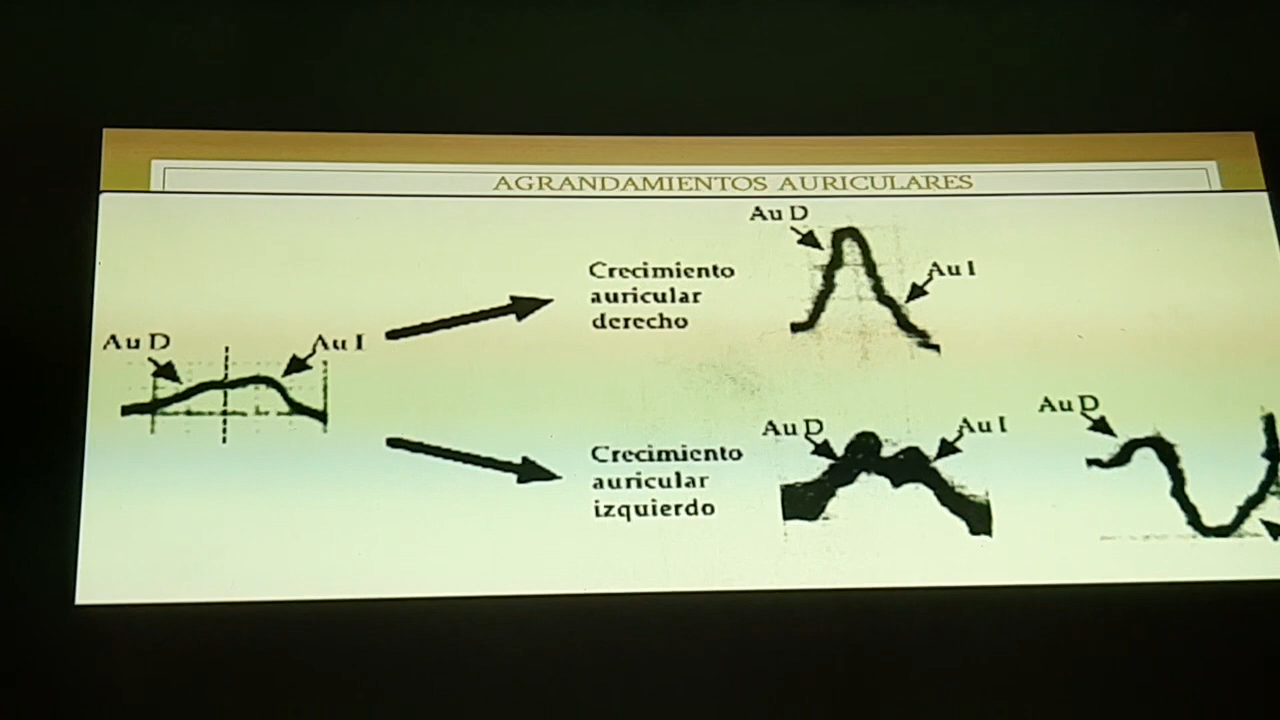 AGRANDAMIENTOS AURICULARES
Au D
Au I
Crecimiento
auricular
derecho
Au D
Au I
Crecimiento
auricular
izquierdo
Au D
Au I
Au D